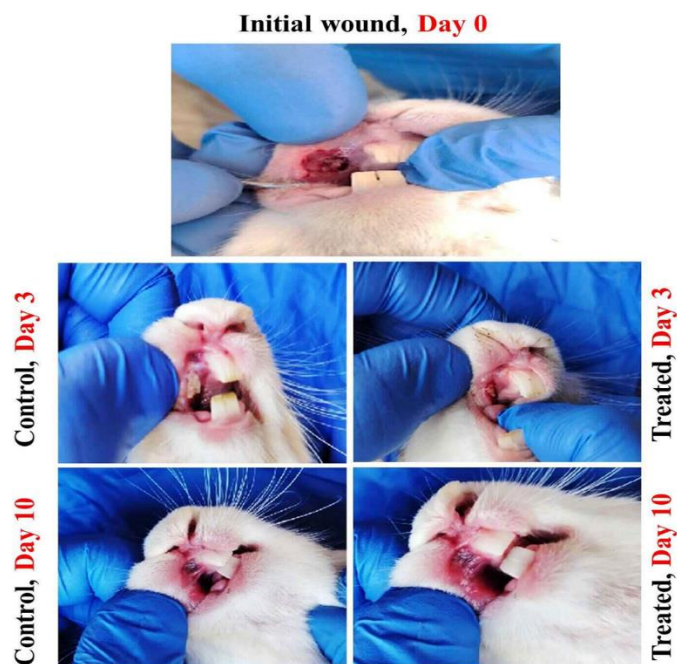 Initial wound, Day 0
Control, Day 3
Treated, Day 3
Control, Day 10
Treated, Day 10